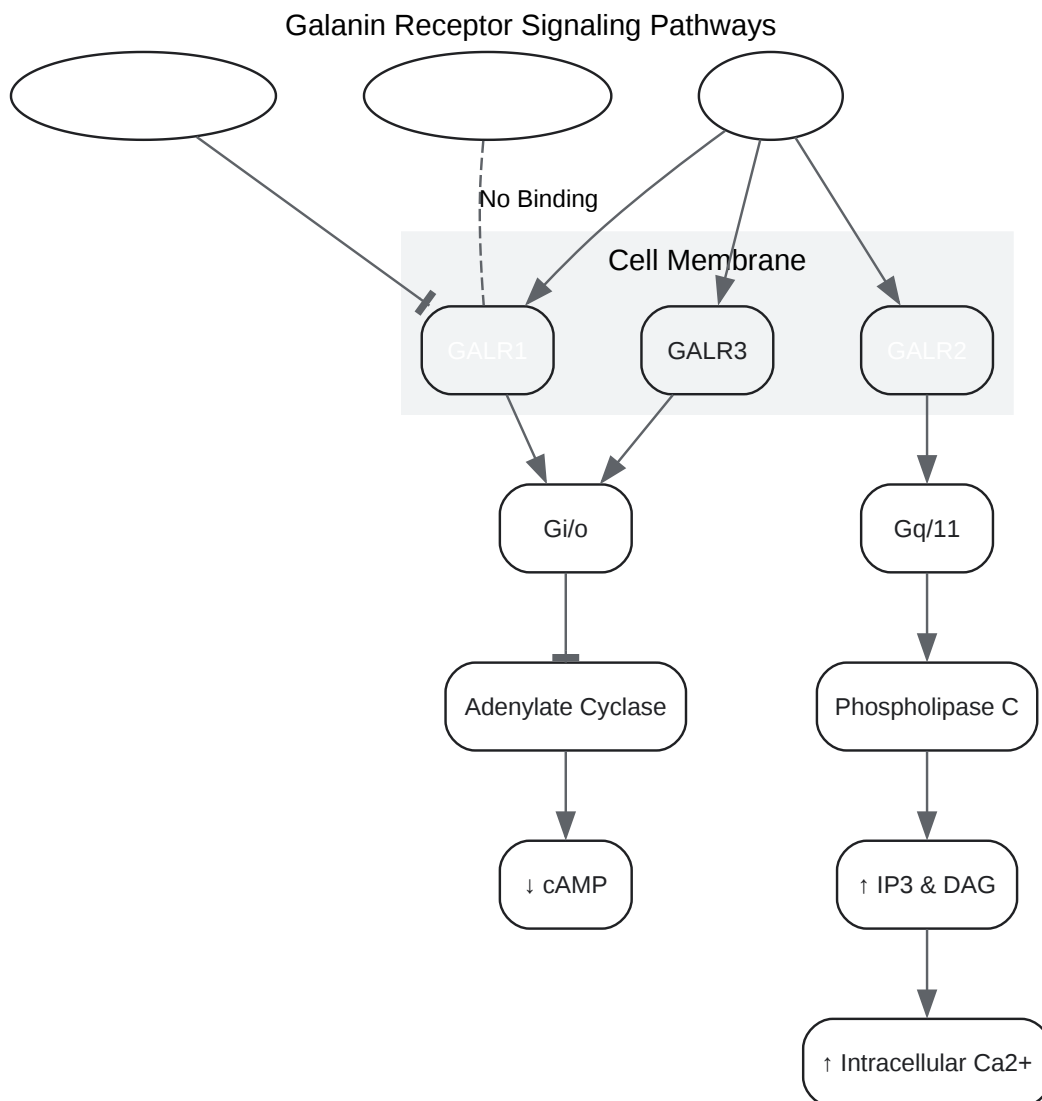 Galanin Receptor Signaling Pathways
No Binding
Cell Membrane
GALR1
GALR3
GALR2
Gi/o
Gq/11
Adenylate Cyclase
Phospholipase C
↓ cAMP
↑ IP3 & DAG
↑ Intracellular Ca2+